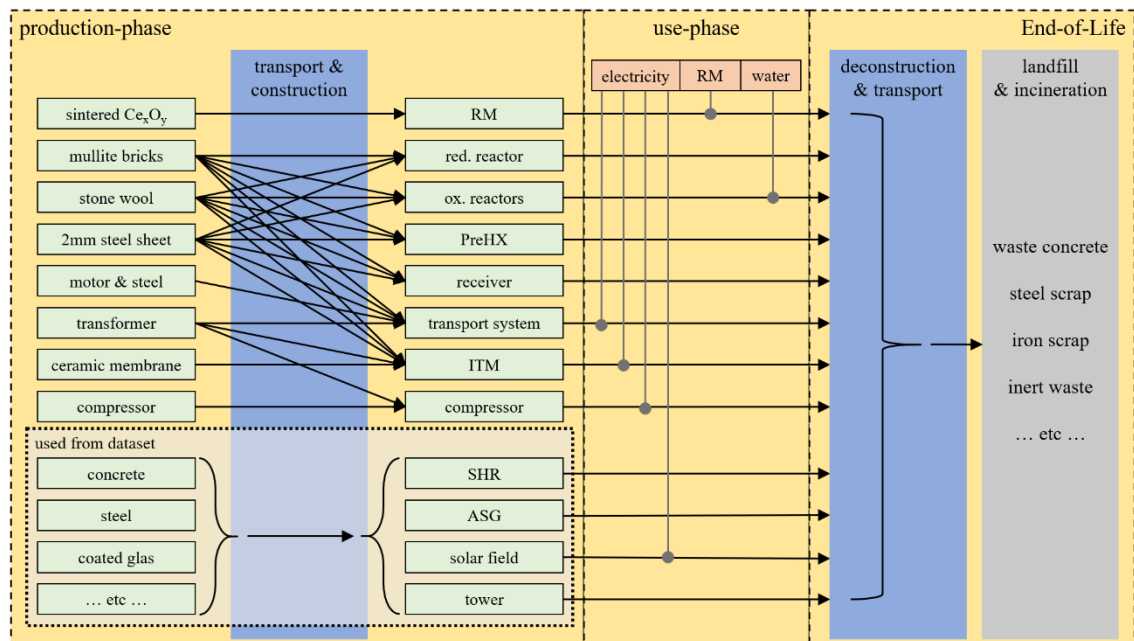 production-phase
use-phase
End-of-Life
transport &
construction
electricity
RM
water
deconstruction
& transport
landfill
& incineration
sintered CeₓOᵧ
RM
mullite bricks
red. reactor
stone wool
ox. reactors
2mm steel sheet
PreHX
motor & steel
receiver
transformer
transport system
ceramic membrane
ITM
compressor
compressor
used from dataset
concrete
SHR
steel
ASG
coated glas
solar field
… etc …
tower
waste concrete
steel scrap
iron scrap
inert waste
… etc …